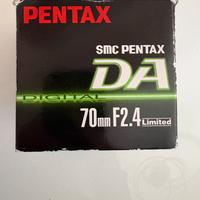 PENTAX
SMC PENTAX
DA
DIGITAL
70mm F2.4 Limited